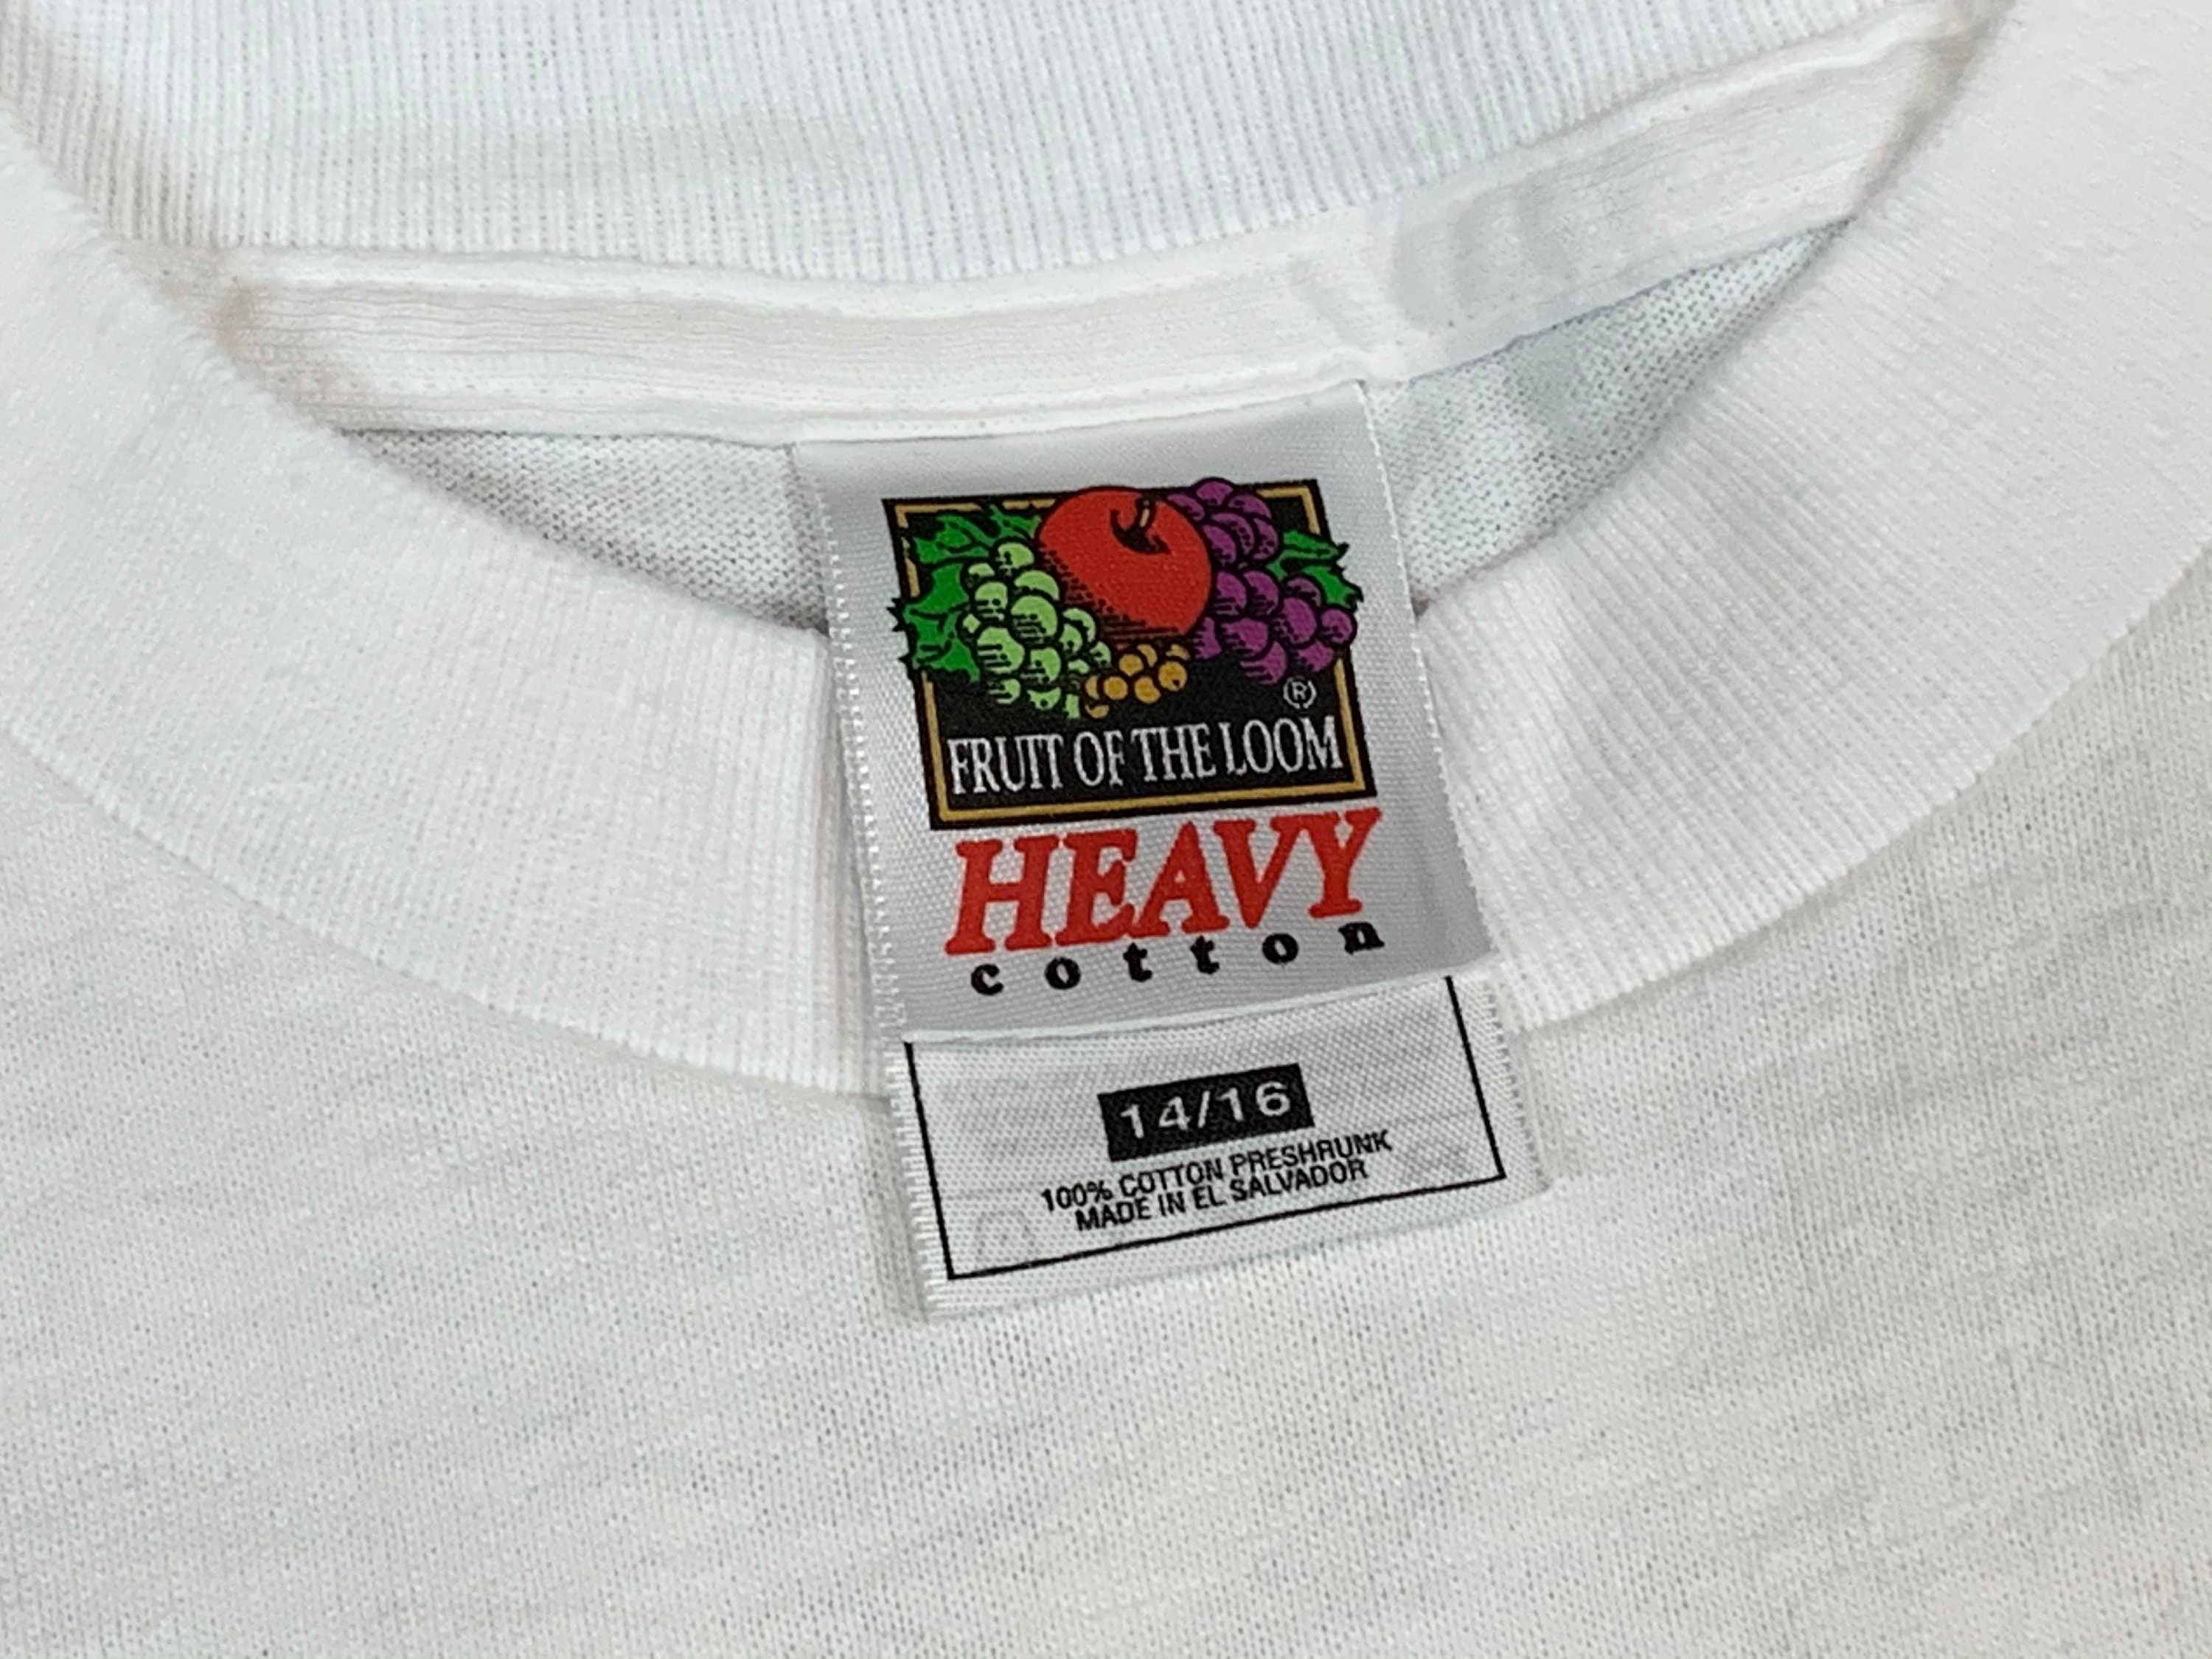 ®
FRUIT OF THE LOOM
HEAVY
cotton
14/16
100% COTTON PRESHRUNK
MADE IN EL SALVADOR